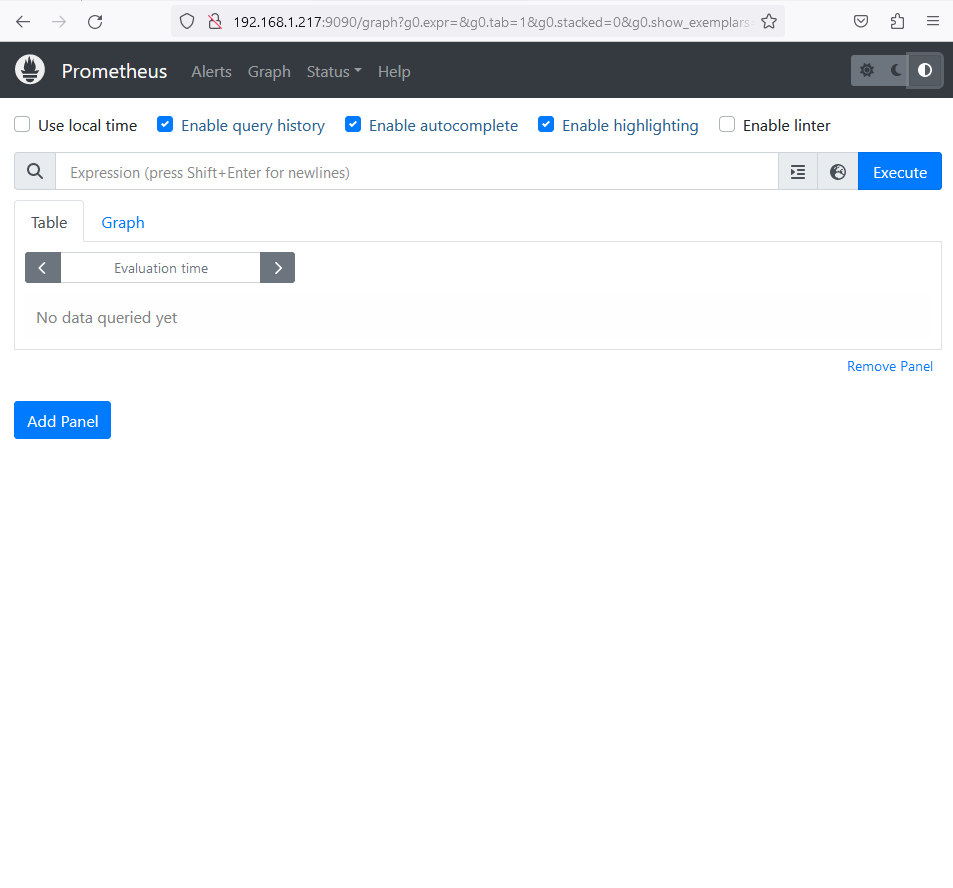 192.168.1.217:9090/graph?g0.expr=&g0.tab=1&g0.stacked=0&g0.show_exemplars
Prometheus Alerts Graph Status Help
Use local time Enable query history Enable autocomplete Enable highlighting Enable linter
Expression (press Shift+Enter for newlines) Execute
Table Graph
Evaluation time
No data queried yet
Remove Panel
Add Panel